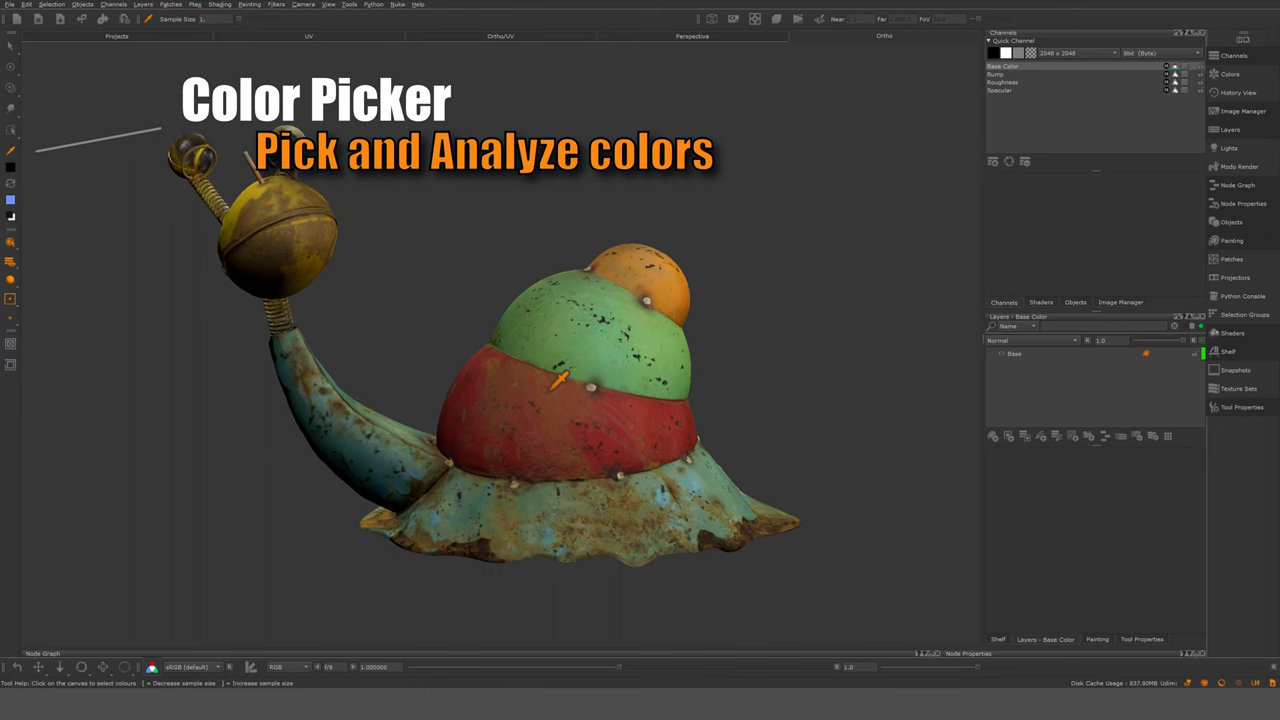 File Edit Selection Objects Channels Layers Patches Ptex Shading Painting Filters Camera View Tools Python Nuke Help
Sample Size 1. Near Far FoV
Projects UV Ortho/UV Perspective Ortho
Color Picker
Pick and Analyze colors
Channels
Quick Channel
2048 x 2048 8bit (Byte)
Base Color
Bump
Roughness
Specular
Channels Shaders Objects Image Manager
Layers - Base Color
Name
Normal R 1.0 R
Base
Shelf Layers - Base Color Painting Tool Properties
Channels
Colors
History View
Image Manager
Layers
Lights
Modo Render
Node Graph
Node Properties
Objects
Painting
Patches
Projectors
Python Console
Selection Groups
Shaders
Shelf
Snapshots
Texture Sets
Tool Properties
Node Graph Node Properties
sRGB (default) R RGB f/8 1.000000 R 1.0 R
Tool Help: Click on the canvas to select colours [ = Decrease sample size ] = Increase sample size Disk Cache Usage : 837.90MB Udim: